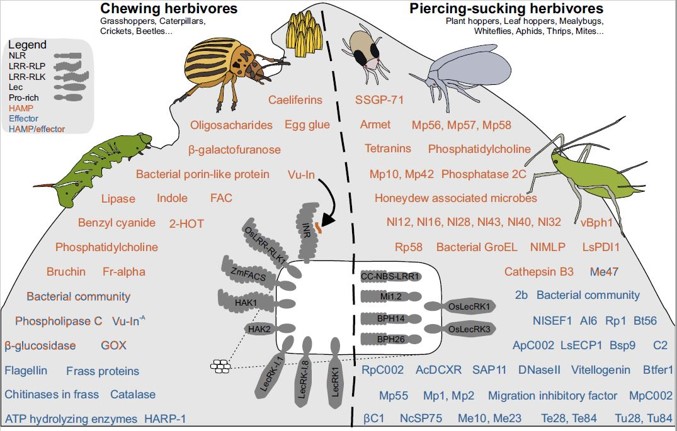 Chewing herbivores
Grasshoppers, Caterpillars,
Crickets, Beetles...
Piercing-sucking herbivores
Plant hoppers, Leaf hoppers, Mealybugs,
Whiteflies, Aphids, Thrips, Mites...
Legend
NLR
LRR-RLP
LRR-RLK
Lec
Pro-rich
HAMP
Effector
HAMP/effector
Caeliferins
Oligosacharides Egg glue
β-galactofuranose
Bacterial porin-like protein Vu-In
Lipase Indole FAC
Benzyl cyanide 2-HOT
Phosphatidylcholine
Bruchin Fr-alpha
Bacterial community
Phospholipase C Vu-In-A
β-glucosidase GOX
Flagellin Frass proteins
Chitinases in frass Catalase
ATP hydrolyzing enzymes HARP-1
INR
OsLRR-RLK1
ZmFACS
HAK1
HAK2
LecRK-I.1
LecRK-I.8
LecRK1
CC-NBS-LRR1
Mi1.2
BPH14
BPH26
OsLecRK1
OsLecRK3
SSGP-71
Armet Mp56, Mp57, Mp58
Tetranins Phosphatidylcholine
Mp10, Mp42 Phosphatase 2C
Honeydew associated microbes
Nl12, Nl16, Nl28, Nl43, Nl40, Nl32 vBph1
Rp58 Bacterial GroEL NlMLP LsPDI1
Cathepsin B3 Me47
2b Bacterial community
NlSEF1 Al6 Rp1 Bt56
ApC002 LsECP1 Bsp9 C2
RpC002 AcDCXR SAP11 DNaseII Vitellogenin Btfer1
Mp55 Mp1, Mp2 Migration inhibitory factor MpC002
βC1 NcSP75 Me10, Me23 Te28, Te84 Tu28, Tu84